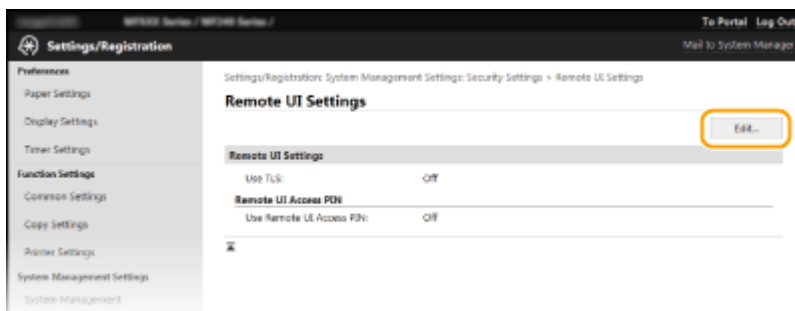 To Portal Log Out
Settings/Registration
Mail to System Manager
Preferences
Paper Settings
Display Settings
Timer Settings
Function Settings
Common Settings
Copy Settings
Printer Settings
System Management Settings
System Management
Settings/Registration: System Management Settings: Security Settings > Remote UI Settings
Remote UI Settings
Edit...
Remote UI Settings
Use TLS: Off
Remote UI Access PIN
Use Remote UI Access PIN: Off